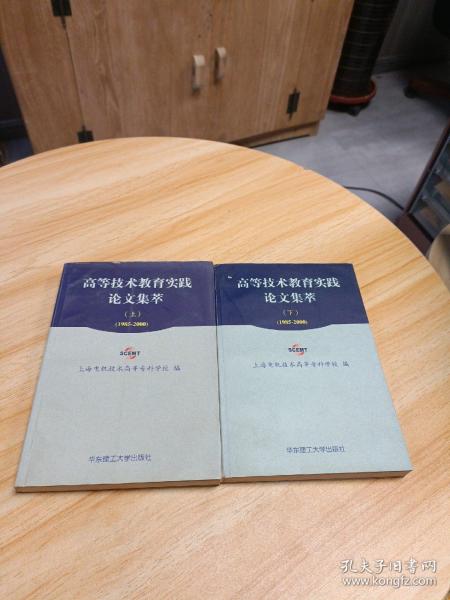 高等技术教育实践
论文集萃
(上)
(1985-2000)
SCEMT
上海电机技术高等专科学校 编
华东理工大学出版社
高等技术教育实践
论文集萃
(下)
(1985-2000)
SCEMT
上海电机技术高等专科学校 编
华东理工大学出版社
孔夫子旧书网
www.kongfz.com